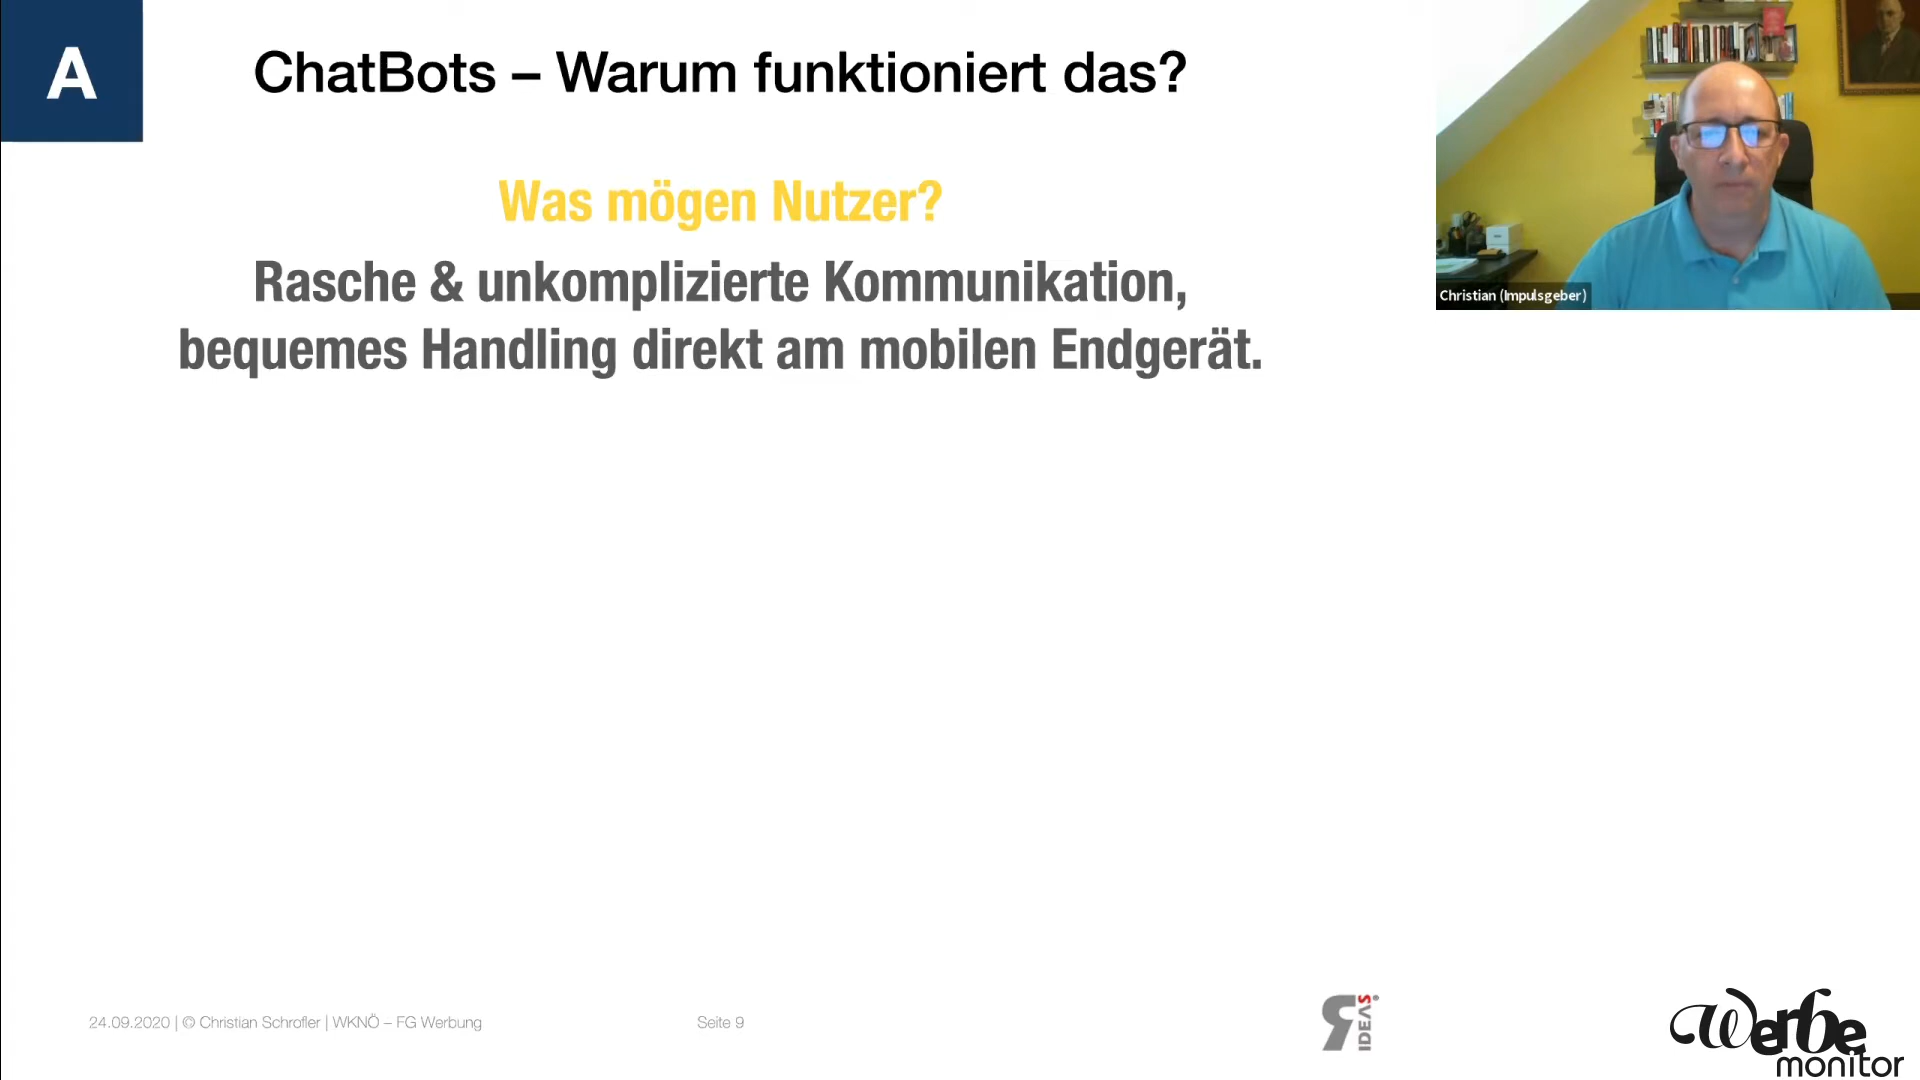 A
ChatBots – Warum funktioniert das?
Was mögen Nutzer?
Rasche & unkomplizierte Kommunikation,
bequemes Handling direkt am mobilen Endgerät.
Christian (Impulsgeber)
24.09.2020 | © Christian Schrofler | WKNÖ – FG Werbung
Seite 9
IDEAS®
Werbe
monitor